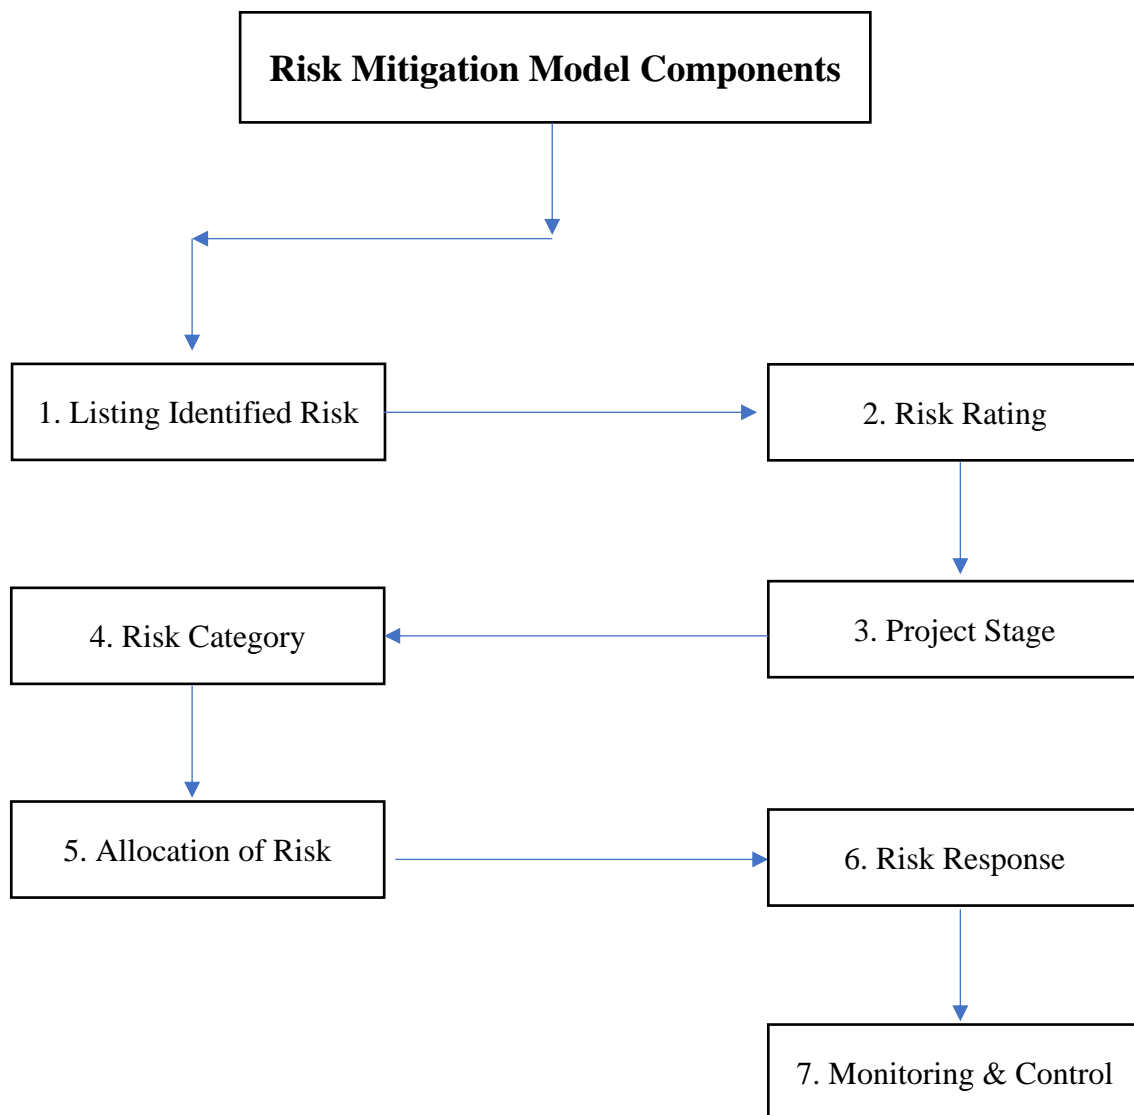 Risk Mitigation Model Components
1. Listing Identified Risk
2. Risk Rating
3. Project Stage
4. Risk Category
5. Allocation of Risk
6. Risk Response
7. Monitoring & Control